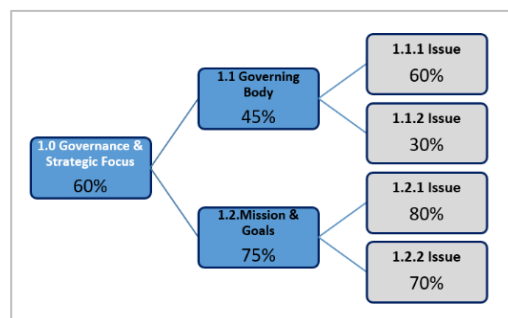 1.0 Governance &
Strategic Focus
60%
1.1 Governing
Body
45%
1.2.Mission &
Goals
75%
1.1.1 Issue
60%
1.1.2 Issue
30%
1.2.1 Issue
80%
1.2.2 Issue
70%